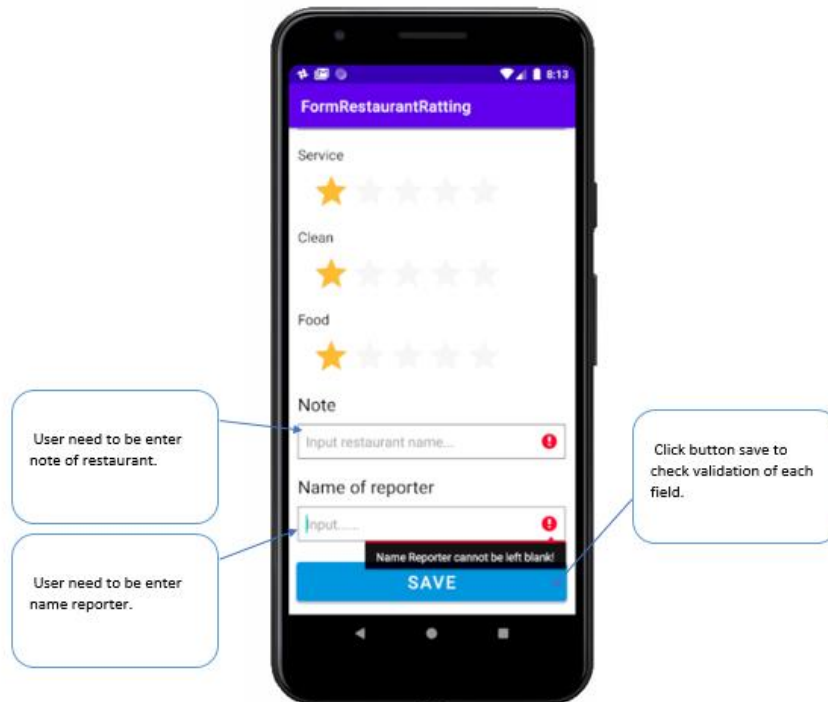 8:13
FormRestaurantRatting
Service
Clean
Food
Note
Input restaurant name...
Name of reporter
Input......
Name Reporter cannot be left blank!
SAVE
User need to be enter
note of restaurant.
User need to be enter
name reporter.
Click button save to
check validation of each
field.